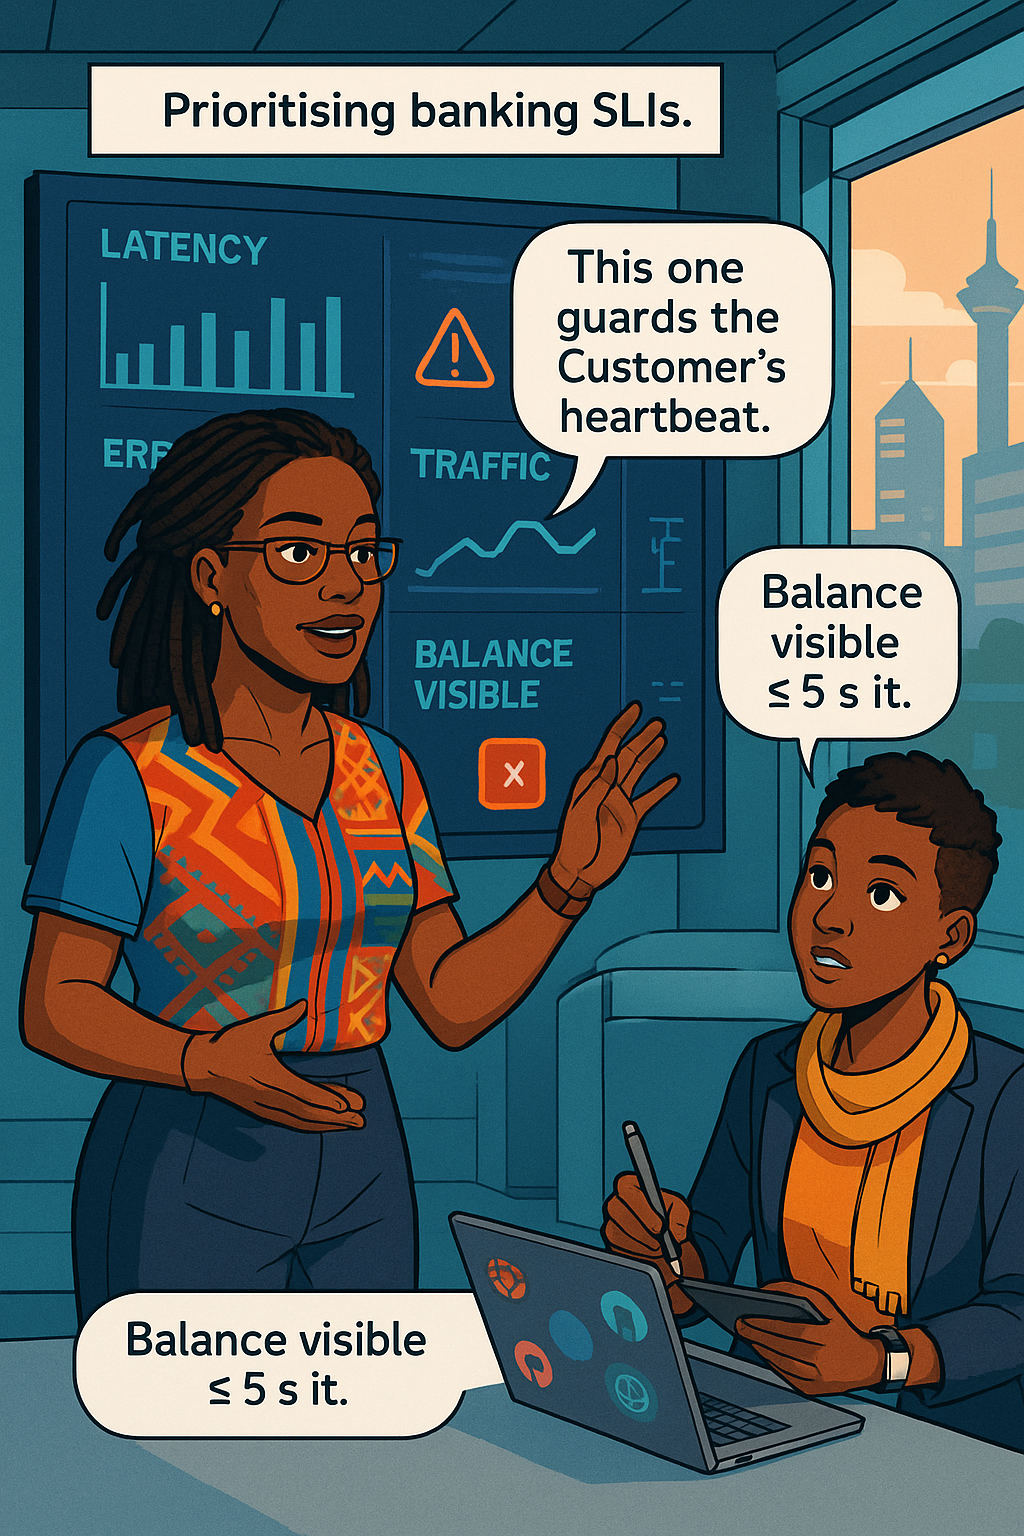 Prioritising banking SLIs.
LATENCY
This one
guards the
Customer's
heartbeat.
TRAFFIC
Balance
visible
≤ 5 s it.
BALANCE
VISIBLE
X
Balance visible
≤ 5 s it.